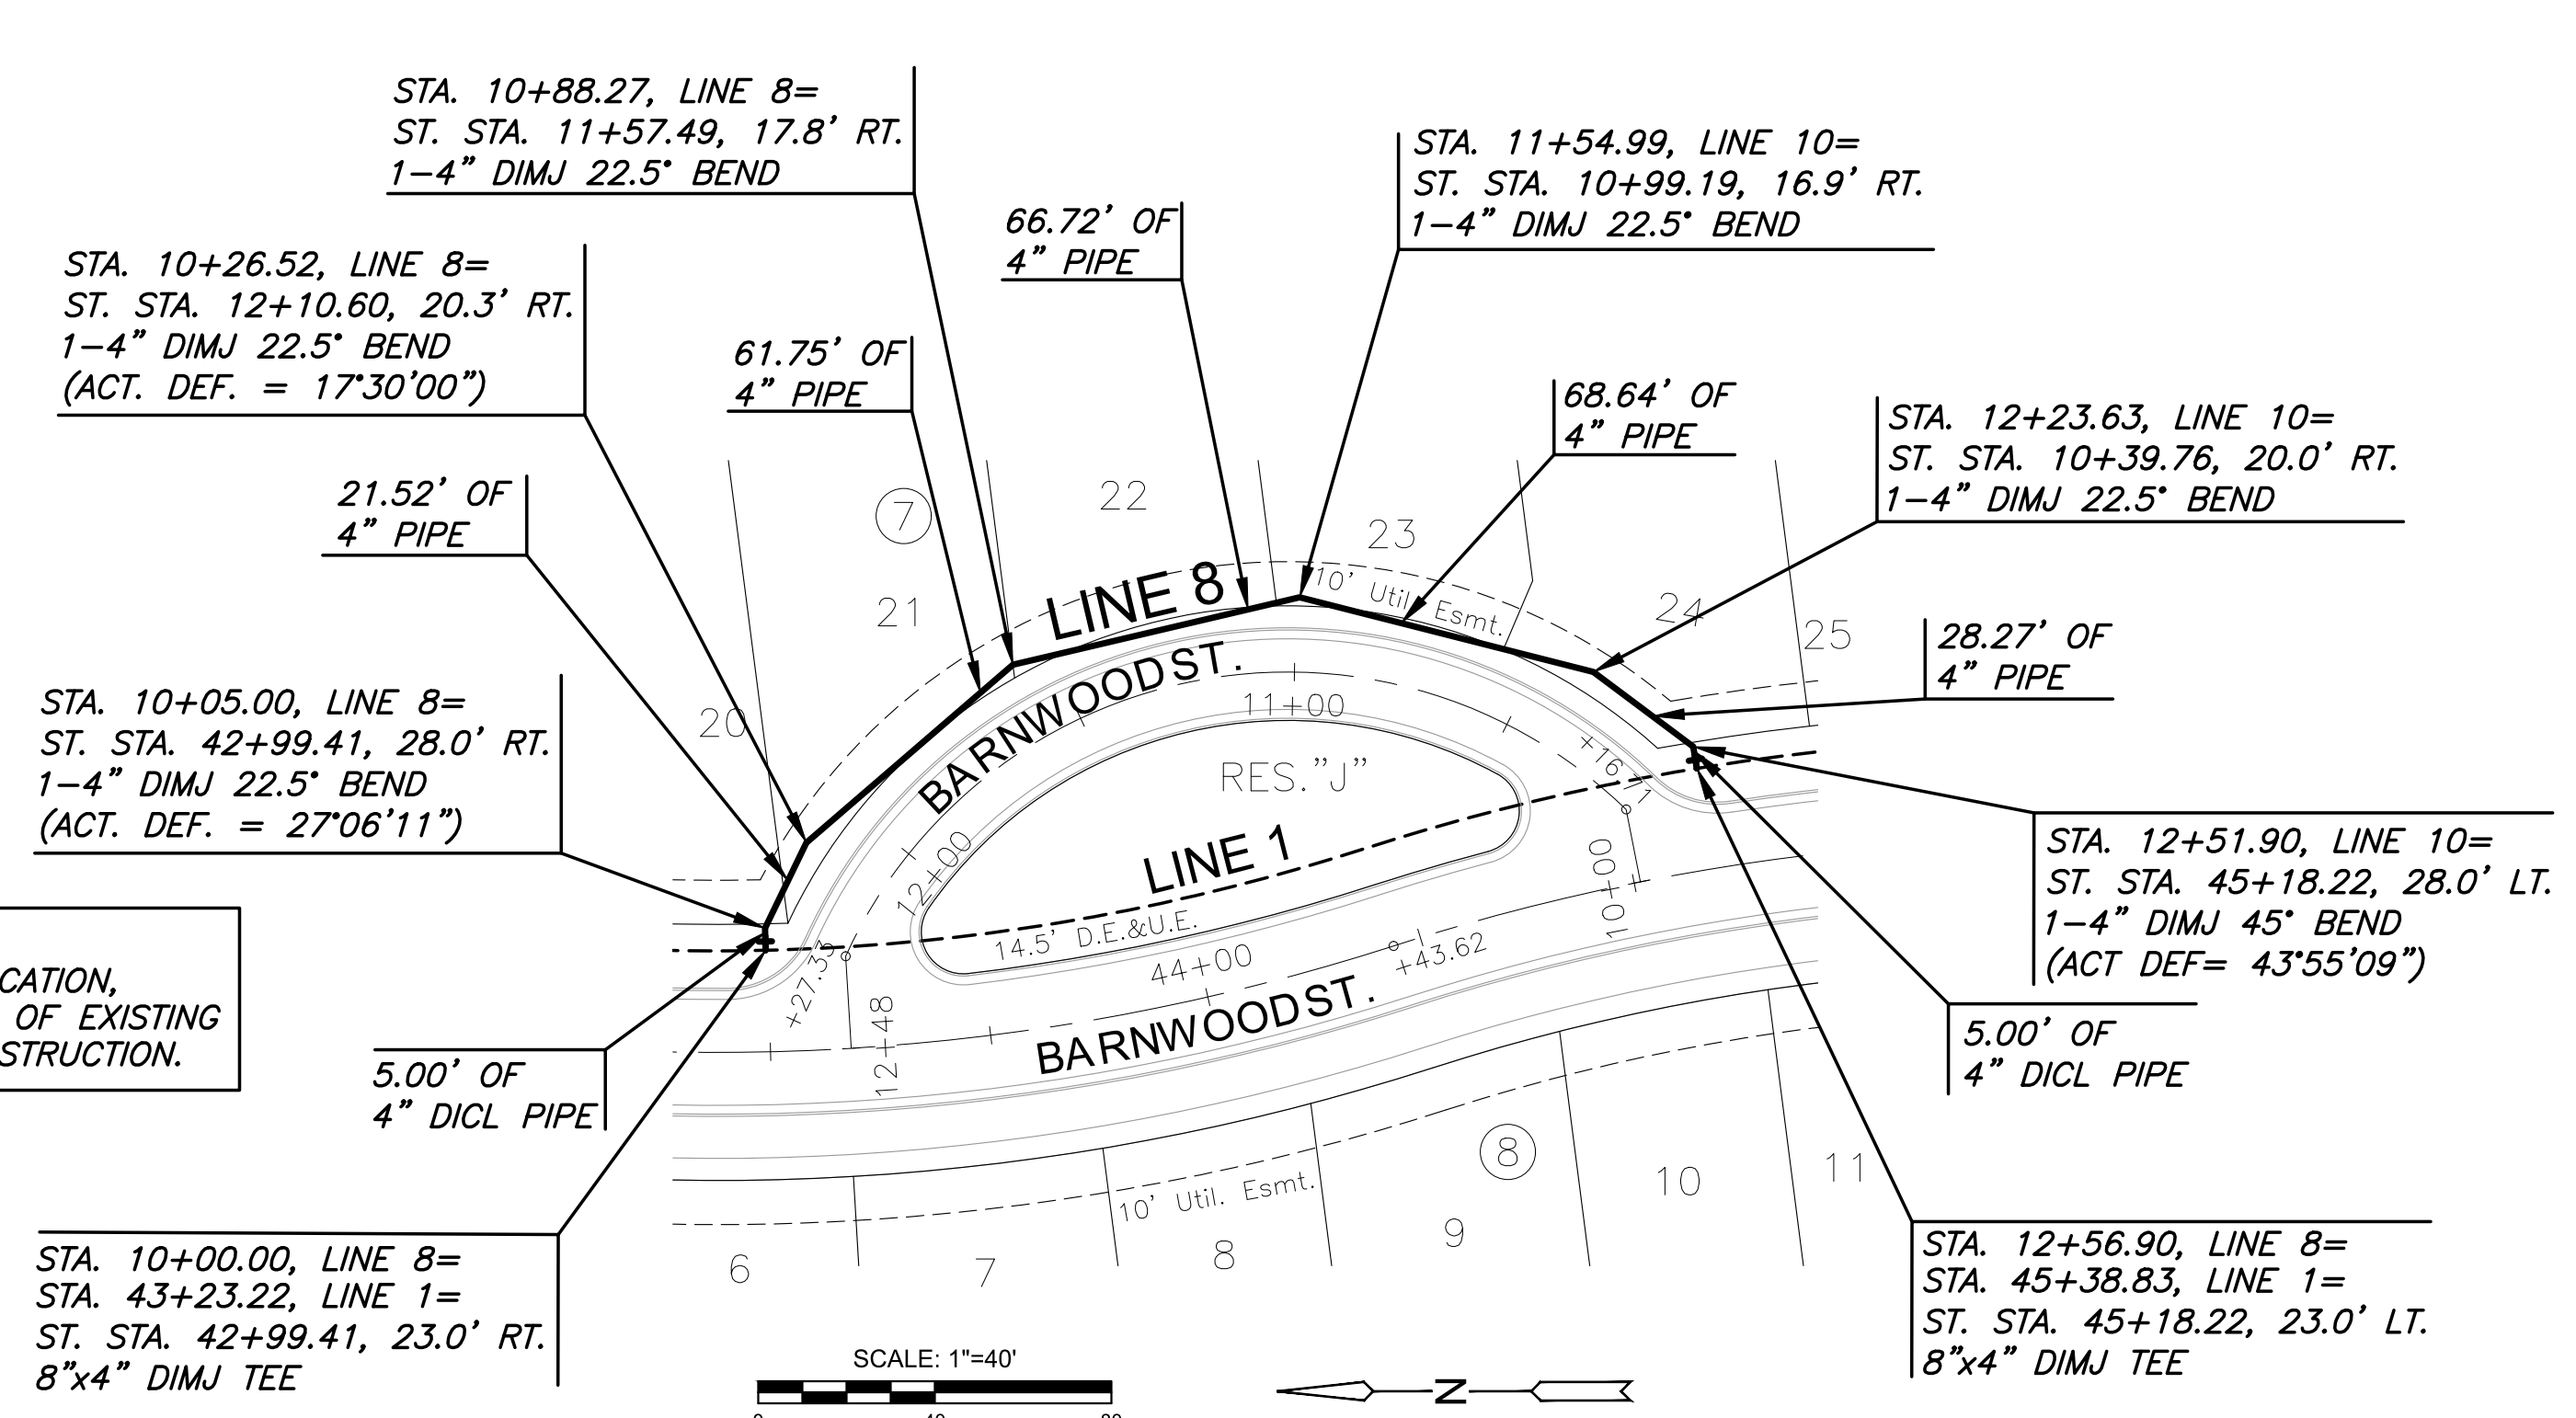 STA. 10+88.27, LINE 8=
ST. STA. 11+57.49, 17.8' RT.
1-4" DIMJ 22.5° BEND
STA. 11+54.99, LINE 10=
ST. STA. 10+99.19, 16.9' RT.
1-4" DIMJ 22.5° BEND
66.72' OF
4" PIPE
STA. 10+26.52, LINE 8=
ST. STA. 12+10.60, 20.3' RT.
1-4" DIMJ 22.5° BEND
(ACT. DEF. = 17°30'00")
61.75' OF
4" PIPE
68.64' OF
4" PIPE
STA. 12+23.63, LINE 10=
ST. STA. 10+39.76, 20.0' RT.
1-4" DIMJ 22.5° BEND
21.52' OF
4" PIPE
7
22
23
21
LINE 8
10' Util. Esmt.
24
25
28.27' OF
4" PIPE
STA. 10+05.00, LINE 8=
ST. STA. 42+99.41, 28.0' RT.
1-4" DIMJ 22.5° BEND
(ACT. DEF. = 27°06'11")
20
BARNWOOD ST.
11+00
RES. "J"
LINE 1
12+00
10+00
14.5' D.E.&U.E.
44+00
+43.62
+27.33
12+48
BARNWOOD ST.
STA. 12+51.90, LINE 10=
ST. STA. 45+18.22, 28.0' LT.
1-4" DIMJ 45° BEND
(ACT DEF= 43°55'09")
CATION,
OF EXISTING
STRUCTION.
5.00' OF
4" DICL PIPE
5.00' OF
4" DICL PIPE
8
10' Util. Esmt.
6
7
8
9
10
11
STA. 10+00.00, LINE 8=
STA. 43+23.22, LINE 1=
ST. STA. 42+99.41, 23.0' RT.
8"x4" DIMJ TEE
STA. 12+56.90, LINE 8=
STA. 45+38.83, LINE 1=
ST. STA. 45+18.22, 23.0' LT.
8"x4" DIMJ TEE
SCALE: 1"=40'
N